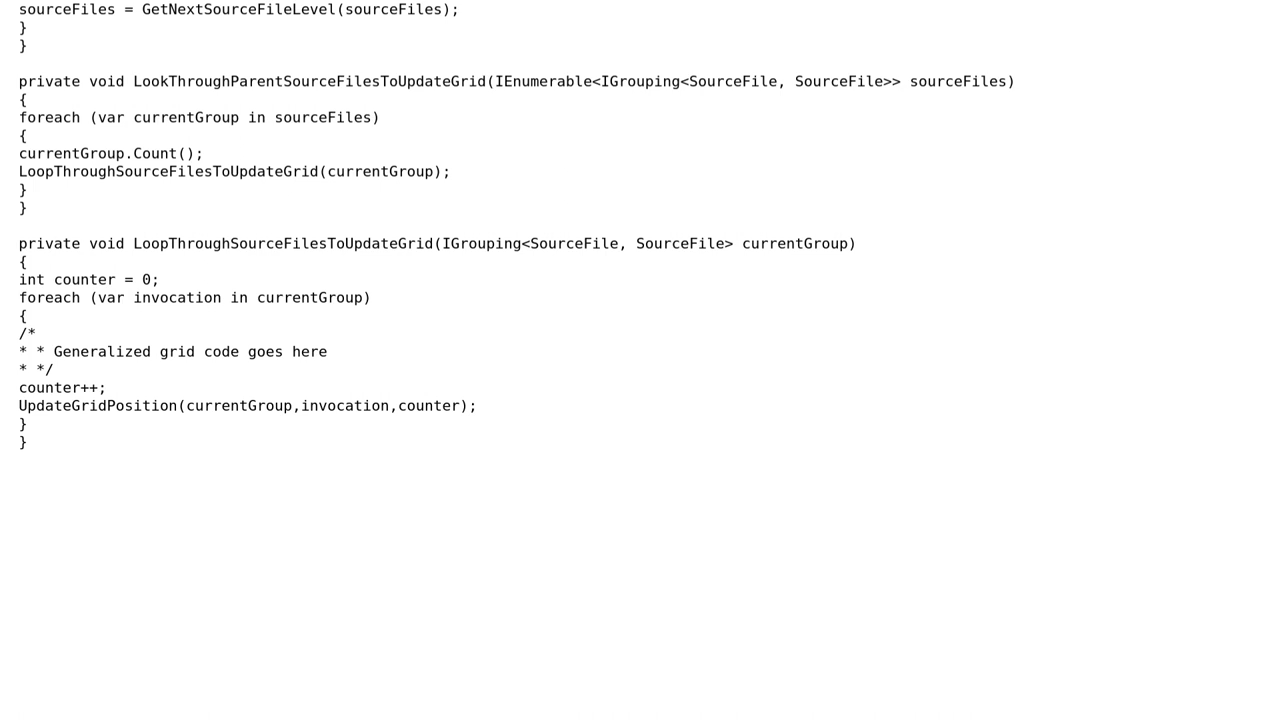 sourceFiles = GetNextSourceFileLevel(sourceFiles);
}
}
private void LookThroughParentSourceFilesToUpdateGrid(IEnumerable<IGrouping<SourceFile, SourceFile>> sourceFiles)
{
foreach (var currentGroup in sourceFiles)
{
currentGroup.Count();
LoopThroughSourceFilesToUpdateGrid(currentGroup);
}
}
private void LoopThroughSourceFilesToUpdateGrid(IGrouping<SourceFile, SourceFile> currentGroup)
{
int counter = 0;
foreach (var invocation in currentGroup)
{
/*
* * Generalized grid code goes here
* */
counter++;
UpdateGridPosition(currentGroup,invocation,counter);
}
}